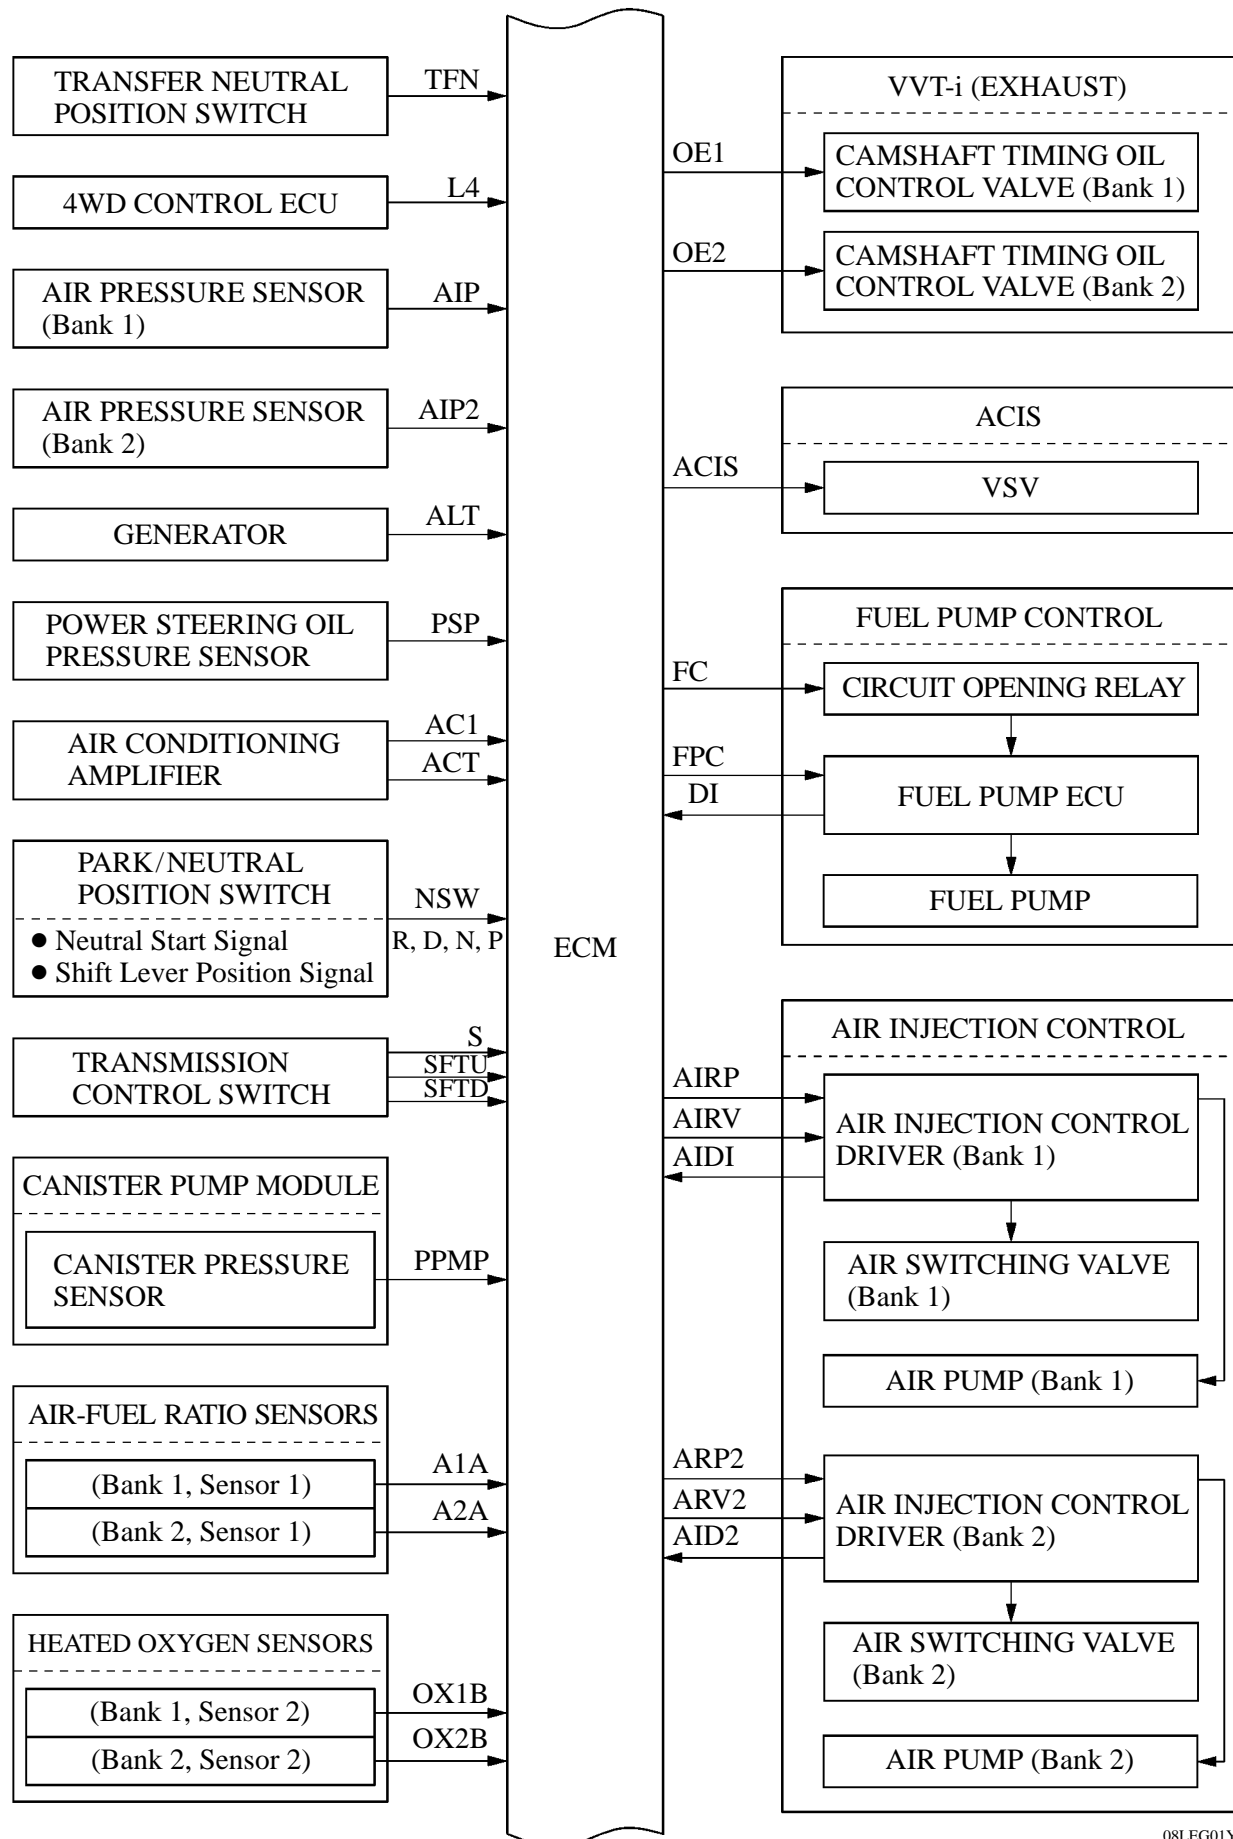 TRANSFER NEUTRAL
POSITION SWITCH
TFN
4WD CONTROL ECU
L4
AIR PRESSURE SENSOR
(Bank 1)
AIP
AIR PRESSURE SENSOR
(Bank 2)
AIP2
GENERATOR
ALT
POWER STEERING OIL
PRESSURE SENSOR
PSP
AIR CONDITIONING
AMPLIFIER
AC1
ACT
PARK/NEUTRAL
POSITION SWITCH
● Neutral Start Signal
● Shift Lever Position Signal
NSW
R, D, N, P
TRANSMISSION
CONTROL SWITCH
S
SFTU
SFTD
CANISTER PUMP MODULE
CANISTER PRESSURE
SENSOR
PPMP
AIR-FUEL RATIO SENSORS
(Bank 1, Sensor 1)
(Bank 2, Sensor 1)
A1A
A2A
HEATED OXYGEN SENSORS
(Bank 1, Sensor 2)
(Bank 2, Sensor 2)
OX1B
OX2B
ECM
VVT-i (EXHAUST)
OE1
CAMSHAFT TIMING OIL
CONTROL VALVE (Bank 1)
OE2
CAMSHAFT TIMING OIL
CONTROL VALVE (Bank 2)
ACIS
ACIS
VSV
FUEL PUMP CONTROL
FC
CIRCUIT OPENING RELAY
FPC
DI
FUEL PUMP ECU
FUEL PUMP
AIR INJECTION CONTROL
AIRP
AIRV
AIDI
AIR INJECTION CONTROL
DRIVER (Bank 1)
AIR SWITCHING VALVE
(Bank 1)
AIR PUMP (Bank 1)
ARP2
ARV2
AID2
AIR INJECTION CONTROL
DRIVER (Bank 2)
AIR SWITCHING VALVE
(Bank 2)
AIR PUMP (Bank 2)
08LEG01Y